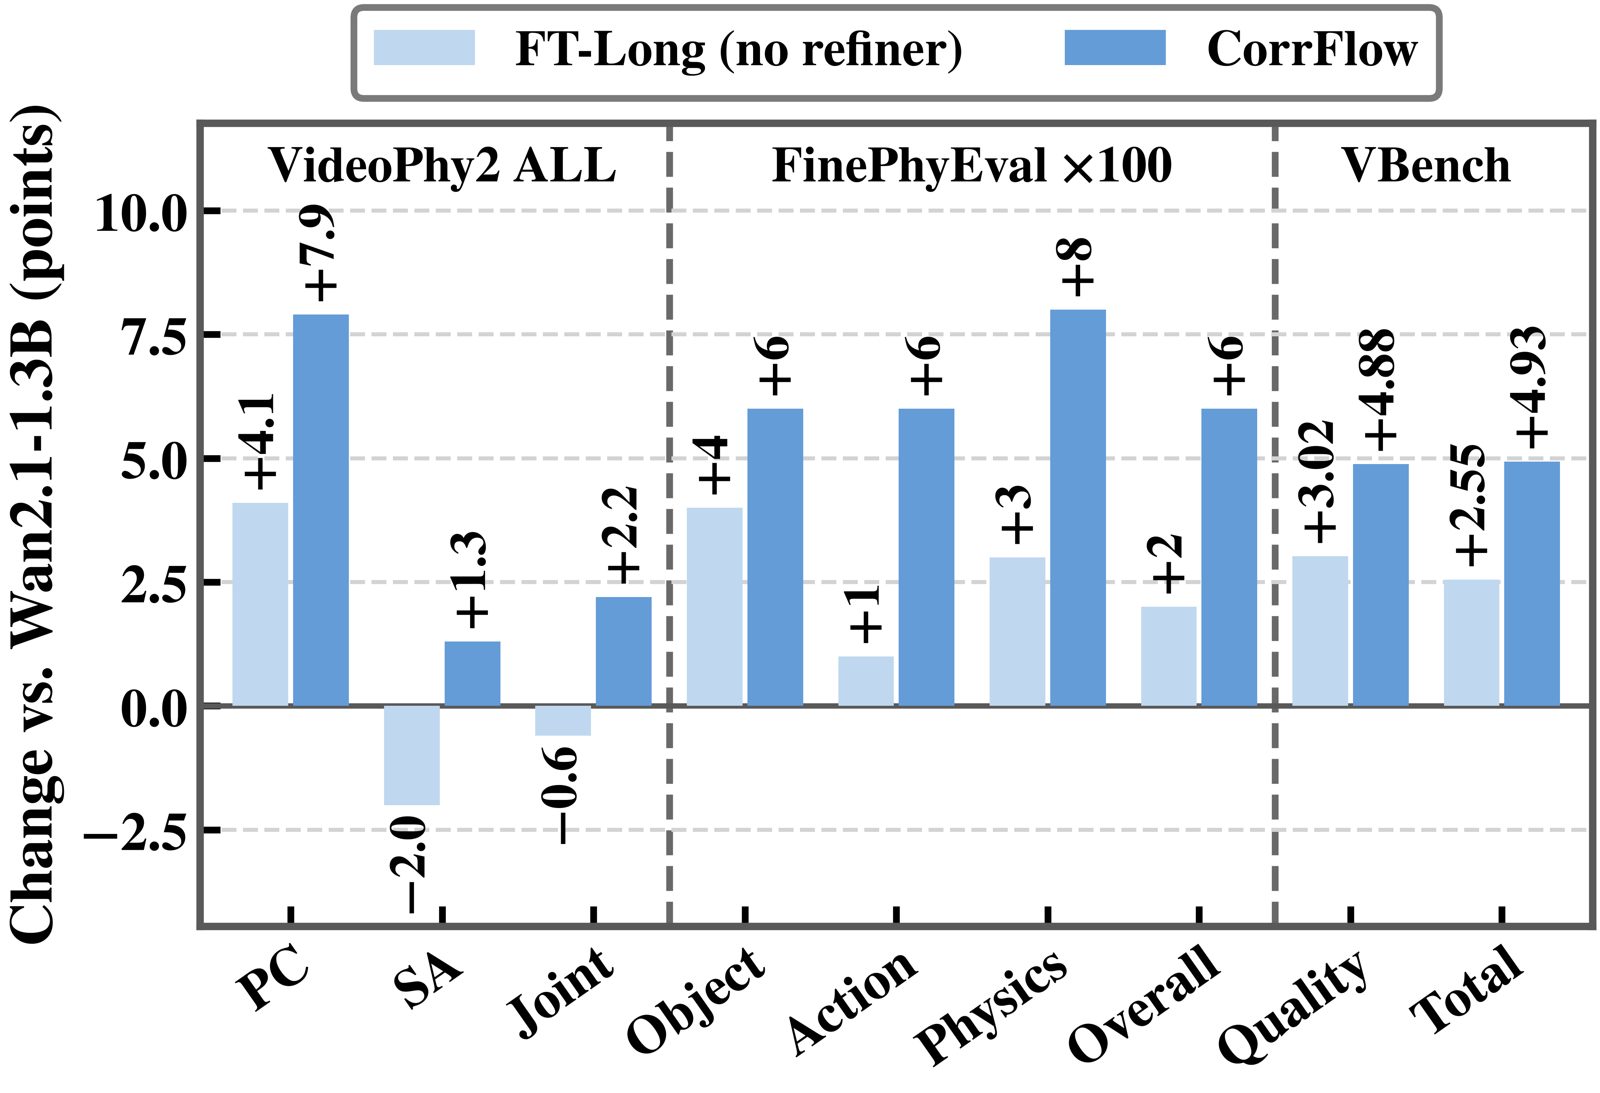 FT-Long (no refiner) CorrFlow
Change vs. Wan2.1-1.3B (points)
VideoPhy2 ALL FinePhyEval ×100 VBench
10.0
7.5
5.0
2.5
0.0
−2.5
+4.1 +7.9 −2.0 +1.3 −0.6 +2.2 +4 +6 +1 +6 +3 +8 +2 +6 +3.02 +4.88 +2.55 +4.93
PC SA Joint Object Action Physics Overall Quality Total